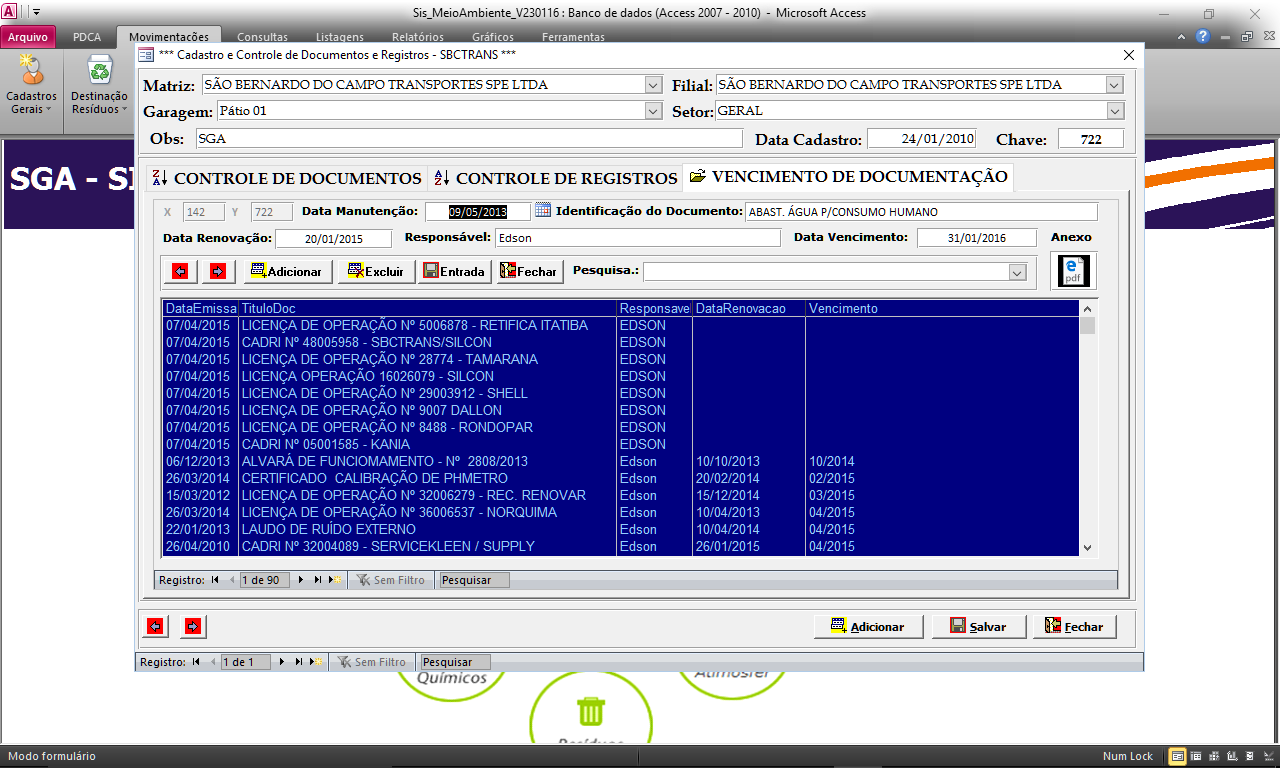 Sis_MeioAmbiente_V230116 : Banco de dados (Access 2007 - 2010) - Microsoft Access
Arquivo PDCA Movimentações Consultas Listagens Relatórios Gráficos Ferramentas
Cadastros Gerais
Destinação Resíduos
*** Cadastro e Controle de Documentos e Registros - SBCTRANS ***
Matriz: SÃO BERNARDO DO CAMPO TRANSPORTES SPE LTDA Filial: SÃO BERNARDO DO CAMPO TRANSPORTES SPE LTDA
Garagem: Pátio 01 Setor: GERAL
Obs: SGA Data Cadastro: 24/01/2010 Chave: 722
SGA - SI
CONTROLE DE DOCUMENTOS CONTROLE DE REGISTROS VENCIMENTO DE DOCUMENTAÇÃO
X 142 Y 722 Data Manutenção: 09/05/2013 Identificação do Documento: ABAST. ÁGUA P/CONSUMO HUMANO
Data Renovação: 20/01/2015 Responsável: Edson Data Vencimento: 31/01/2016 Anexo
Adicionar Excluir Entrada Fechar Pesquisa.: pdf
DataEmissa TituloDoc Responsave DataRenovacao Vencimento
07/04/2015 LICENÇA DE OPERAÇÃO Nº 5006878 - RETIFICA ITATIBA EDSON
07/04/2015 CADRI Nº 48005958 - SBCTRANS/SILCON EDSON
07/04/2015 LICENÇA DE OPERAÇÃO Nº 28774 - TAMARANA EDSON
07/04/2015 LICENÇA OPERAÇÃO 16026079 - SILCON EDSON
07/04/2015 LICENÇA DE OPERAÇÃO Nº 29003912 - SHELL EDSON
07/04/2015 LICENÇA DE OPERAÇÃO Nº 9007 DALLON EDSON
07/04/2015 LICENÇA DE OPERAÇÃO Nº 8488 - RONDOPAR EDSON
07/04/2015 CADRI Nº 05001585 - KANIA EDSON
06/12/2013 ALVARÁ DE FUNCIOMAMENTO - Nº 2808/2013 Edson 10/10/2013 10/2014
26/03/2014 CERTIFICADO CALIBRAÇÃO DE PHMETRO Edson 20/02/2014 02/2015
15/03/2012 LICENÇA DE OPERAÇÃO Nº 32006279 - REC. RENOVAR Edson 15/12/2014 03/2015
26/03/2014 LICENÇA DE OPERAÇÃO Nº 36006537 - NORQUIMA Edson 10/04/2013 04/2015
22/01/2013 LAUDO DE RUÍDO EXTERNO Edson 10/04/2014 04/2015
26/04/2010 CADRI Nº 32004089 - SERVICEKLEEN / SUPPLY Edson 26/01/2015 04/2015
Registro: 1 de 90 Sem Filtro Pesquisar
Adicionar Salvar Fechar
Registro: 1 de 1 Sem Filtro Pesquisar
Químicos Atmosfer
Resíduos
Modo formulário Num Lock